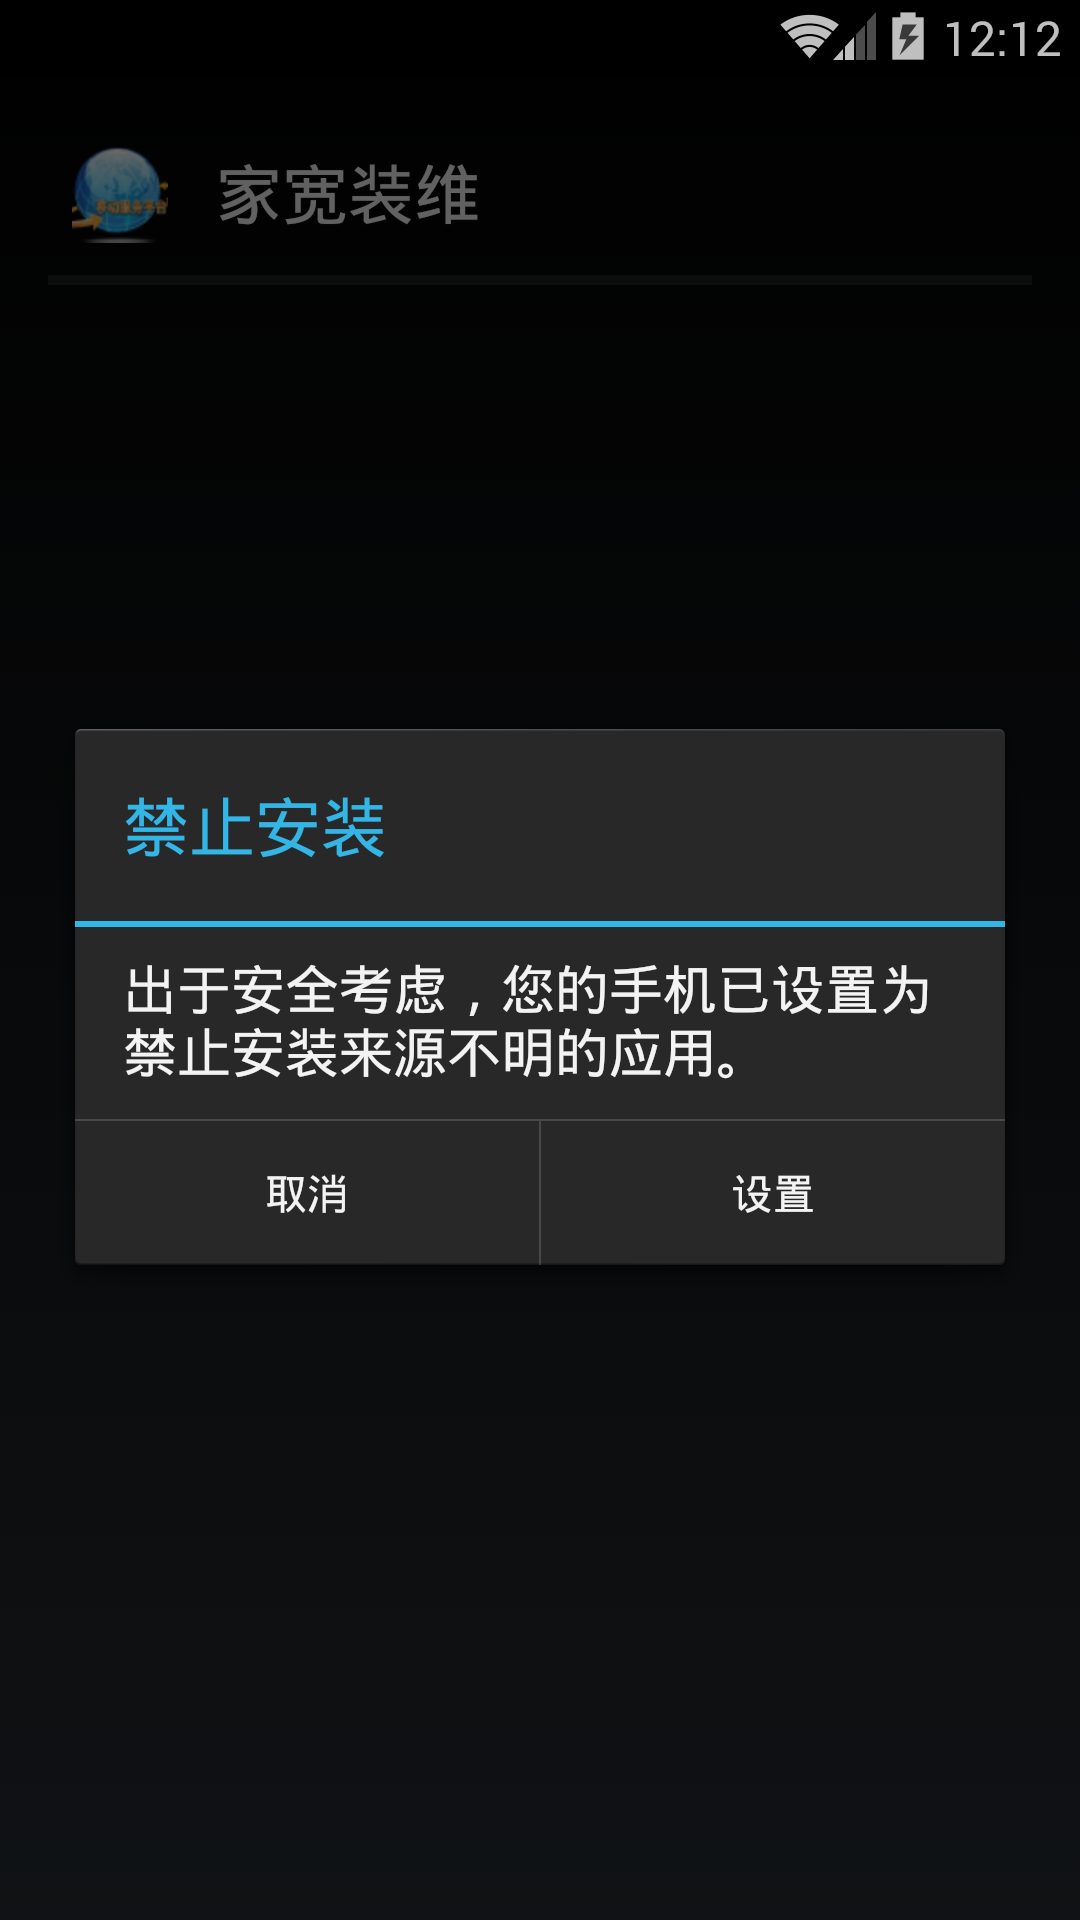 12:12
家宽装维
禁止安装
出于安全考虑，您的手机已设置为
禁止安装来源不明的应用。
取消
设置